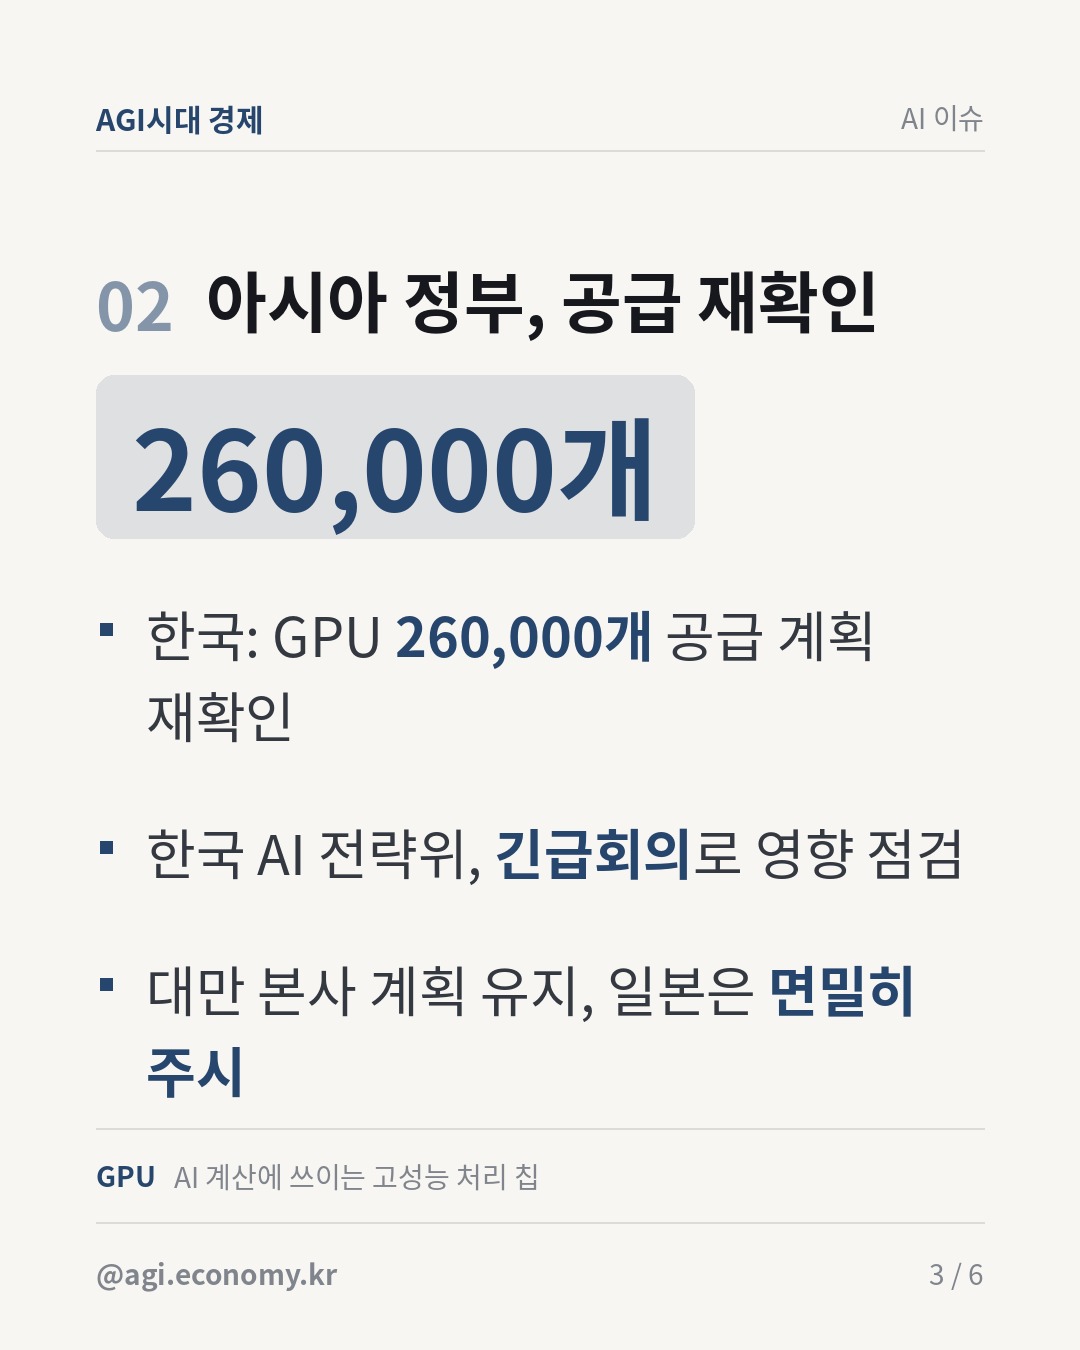 AGI시대 경제
AI 이슈
02 아시아 정부, 공급 재확인
260,000개
▪ 한국: GPU 260,000개 공급 계획
재확인
▪ 한국 AI 전략위, 긴급회의로 영향 점검
▪ 대만 본사 계획 유지, 일본은 면밀히
주시
GPU AI 계산에 쓰이는 고성능 처리 칩
@agi.economy.kr
3 / 6